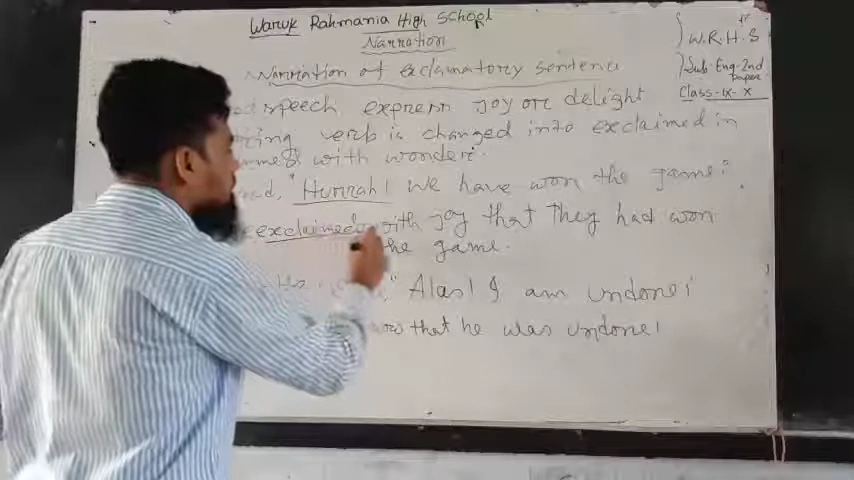 Waruk Rahmania High School
Narration
W.R.H.S
Sub: Eng-2nd Paper
Class-ix-x
Narration of exclamatory sentence
speech express joy or delight
verb is changed into exclaimed in
with wonder.
"Hurrah! We have won the game!
exclaimed with joy that they had won
the game.
"Alas! I am undone!
that he was undone!